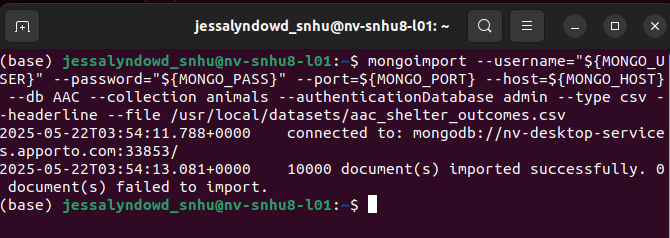 jessalyndowd_snhu@nv-snhu8-l01: ~
(base) jessalyndowd_snhu@nv-snhu8-l01:~$ mongoimport --username="${MONGO_U
SER}" --password="${MONGO_PASS}" --port=${MONGO_PORT} --host=${MONGO_HOST}
 --db AAC --collection animals --authenticationDatabase admin --type csv -
-headerline --file /usr/local/datasets/aac_shelter_outcomes.csv
2025-05-22T03:54:11.788+0000    connected to: mongodb://nv-desktop-service
s.apporto.com:33853/
2025-05-22T03:54:13.081+0000    10000 document(s) imported successfully. 0
 document(s) failed to import.
(base) jessalyndowd_snhu@nv-snhu8-l01:~$